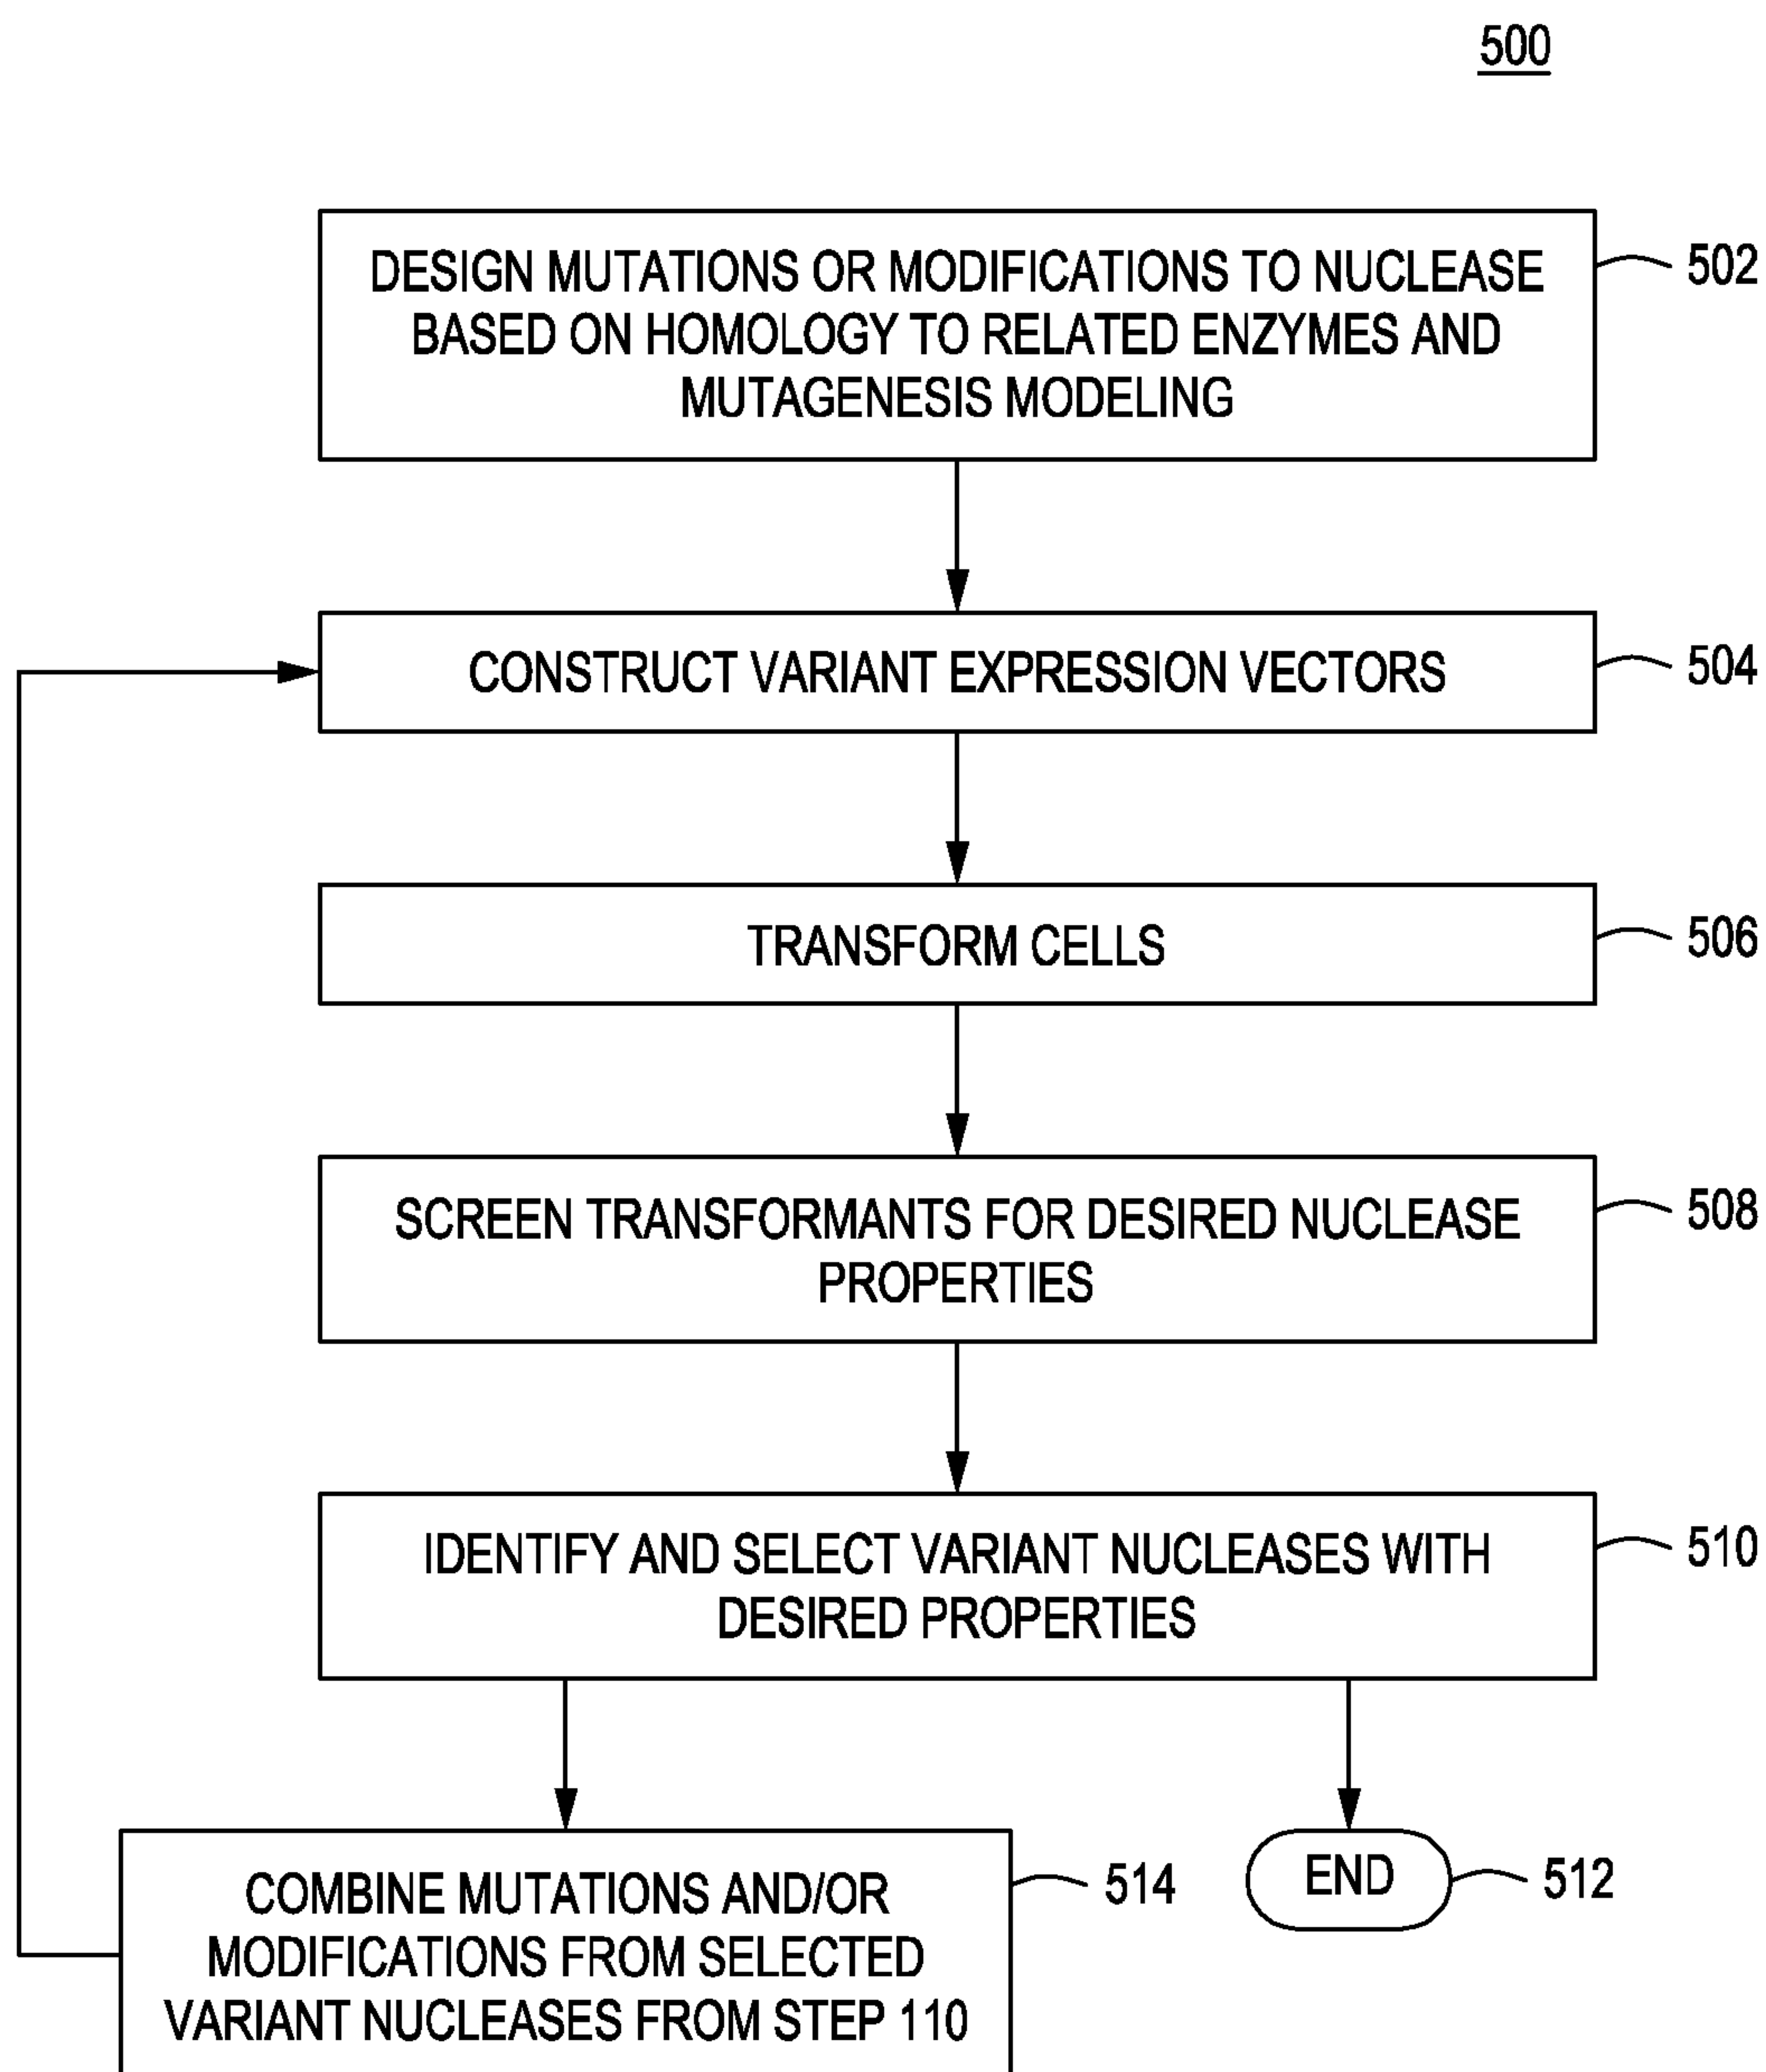 500
DESIGN MUTATIONS OR MODIFICATIONS TO NUCLEASE
BASED ON HOMOLOGY TO RELATED ENZYMES AND
MUTAGENESIS MODELING
502
CONSTRUCT VARIANT EXPRESSION VECTORS
504
TRANSFORM CELLS
506
SCREEN TRANSFORMANTS FOR DESIRED NUCLEASE
PROPERTIES
508
IDENTIFY AND SELECT VARIANT NUCLEASES WITH
DESIRED PROPERTIES
510
COMBINE MUTATIONS AND/OR
MODIFICATIONS FROM SELECTED
VARIANT NUCLEASES FROM STEP 110
514
END
512